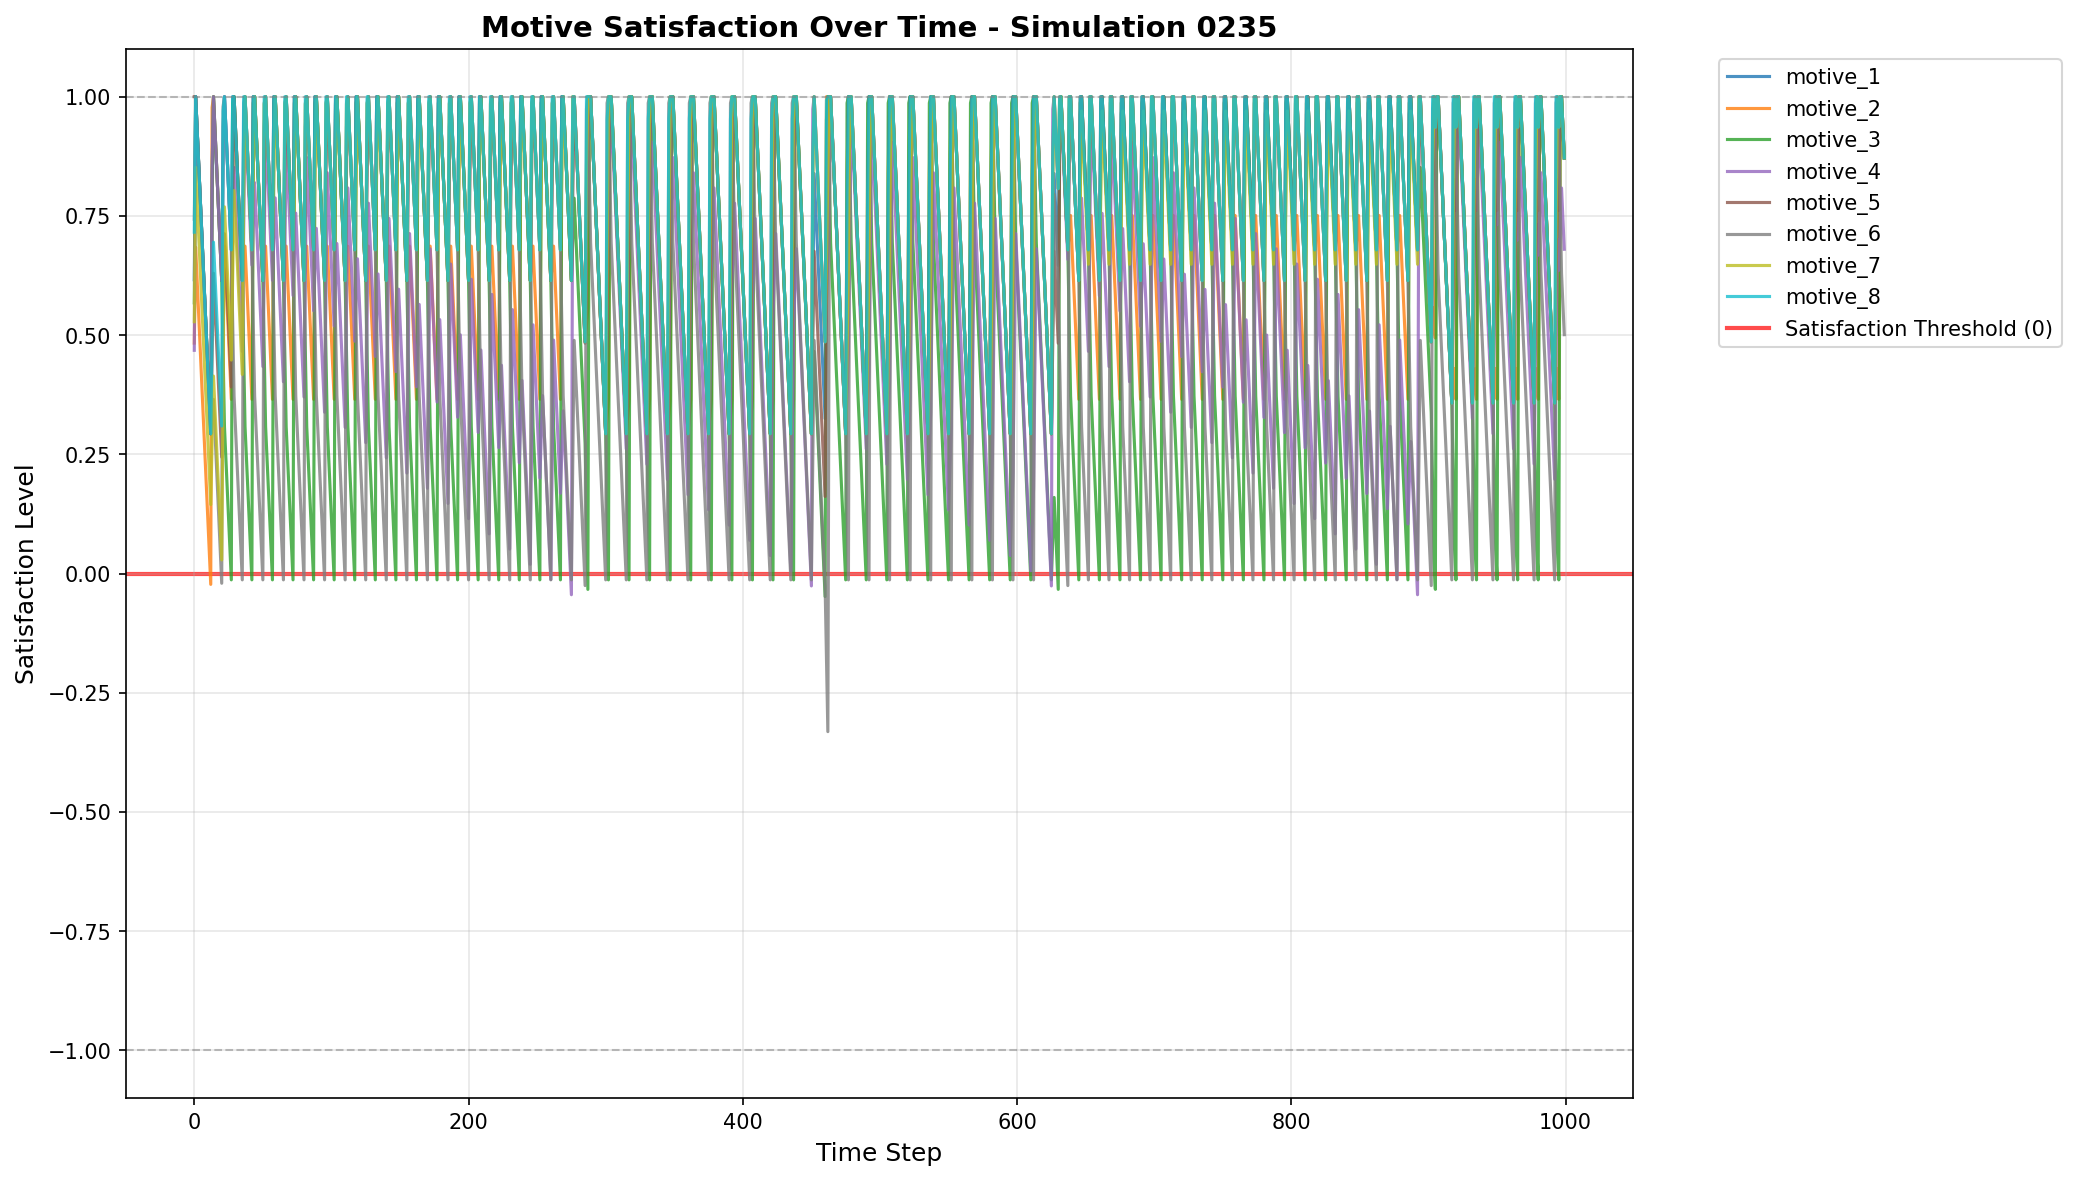 Motive Satisfaction Over Time - Simulation 0235
1.00
0.75
0.50
0.25
0.00
−0.25
−0.50
−0.75
−1.00
Satisfaction Level
0
200
400
600
800
1000
Time Step
motive_1
motive_2
motive_3
motive_4
motive_5
motive_6
motive_7
motive_8
Satisfaction Threshold (0)